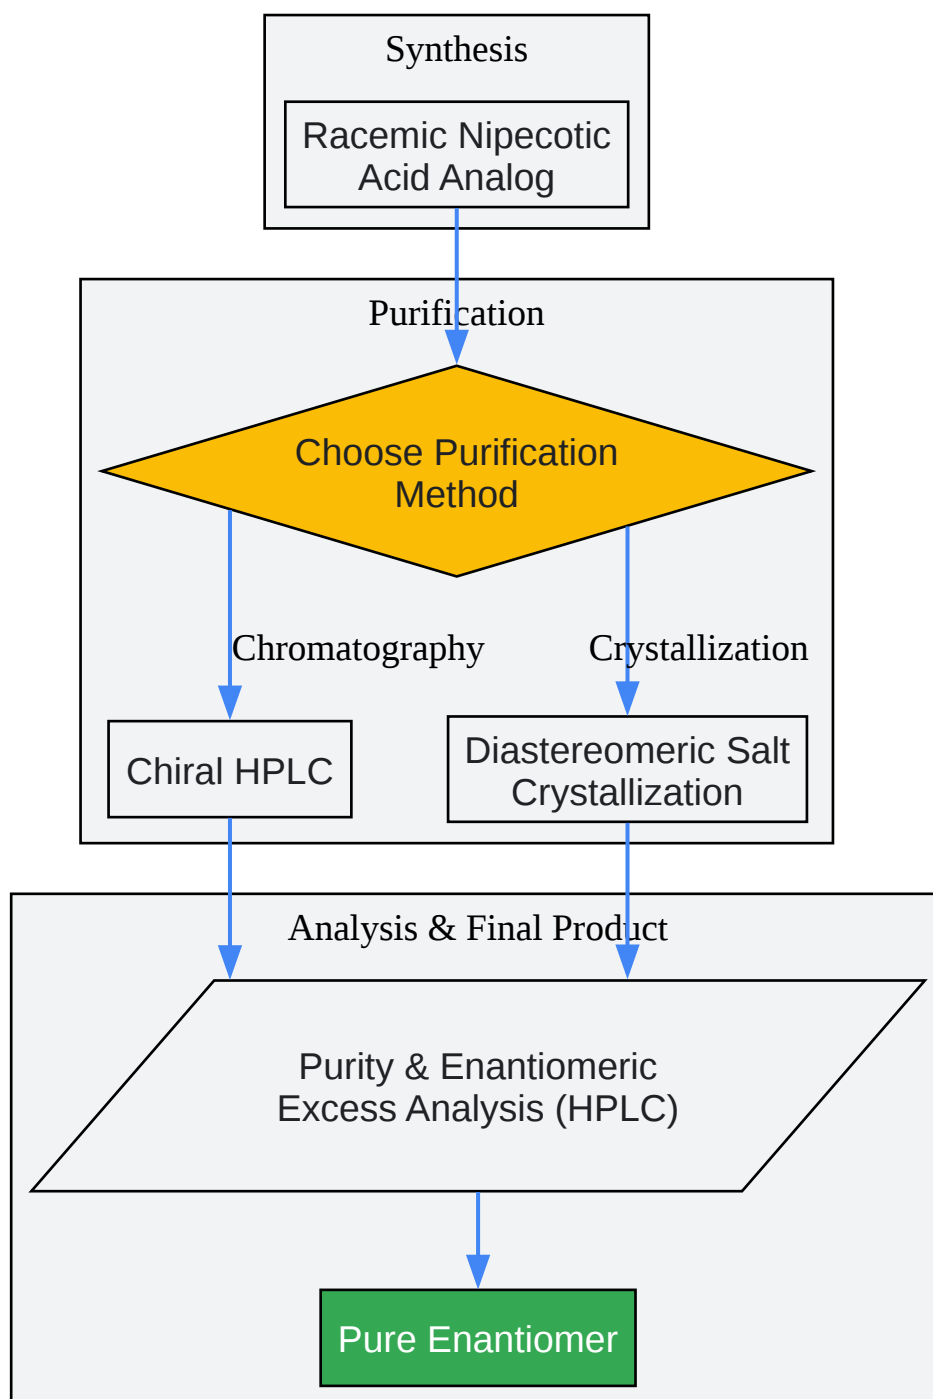 Synthesis
Racemic Nipecotic
Acid Analog
Purification
Choose Purification
Method
Chromatography
Crystallization
Chiral HPLC
Diastereomeric Salt
Crystallization
Analysis & Final Product
Purity & Enantiomeric
Excess Analysis (HPLC)
Pure Enantiomer